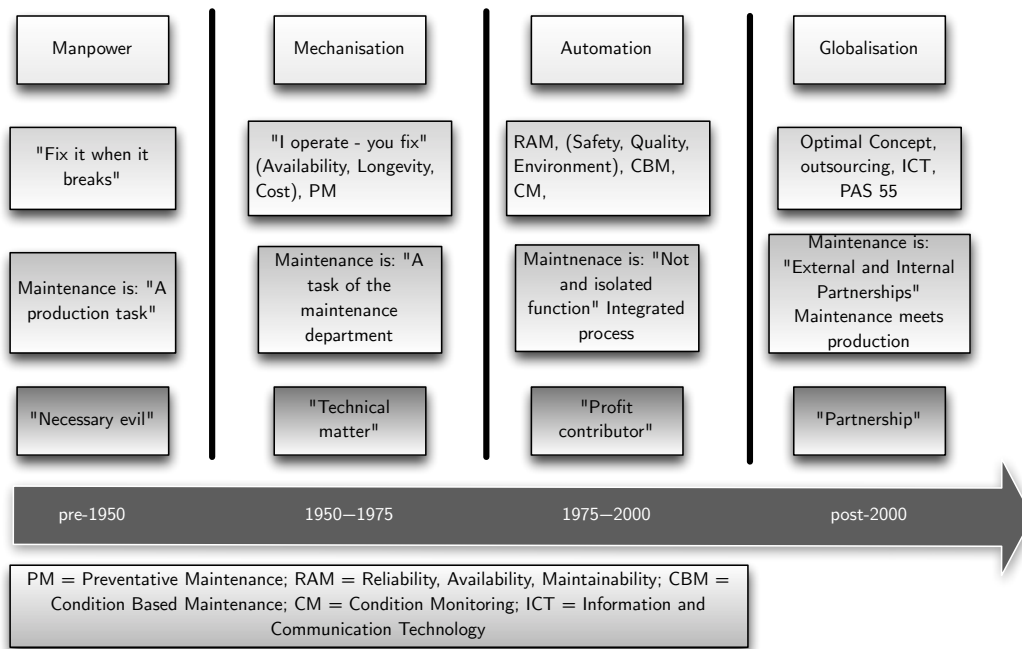 Manpower
Mechanisation
Automation
Globalisation
"Fix it when it
breaks"
"I operate - you fix"
(Availability, Longevity,
Cost), PM
RAM, (Safety, Quality,
Environment), CBM,
CM,
Optimal Concept,
outsourcing, ICT,
PAS 55
Maintenance is: "A
production task"
Maintenance is: "A
task of the
maintenance
department
Maintnenace is: "Not
and isolated
function" Integrated
process
Maintenance is:
"External and Internal
Partnerships"
Maintenance meets
production
"Necessary evil"
"Technical
matter"
"Profit
contributor"
"Partnership"
pre-1950
1950—1975
1975—2000
post-2000
PM = Preventative Maintenance; RAM = Reliability, Availability, Maintainability; CBM =
Condition Based Maintenance; CM = Condition Monitoring; ICT = Information and
Communication Technology